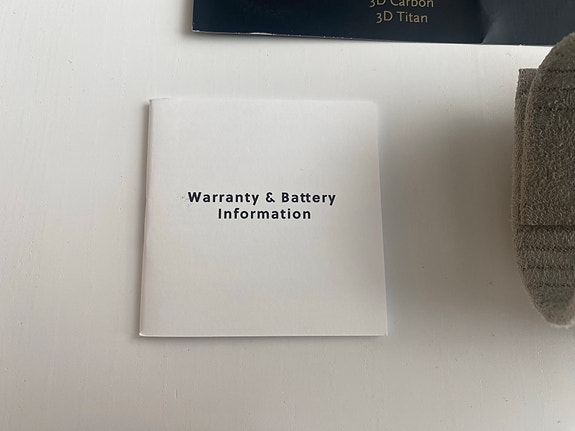 3D Carbon
3D Titan
Warranty & Battery
Information